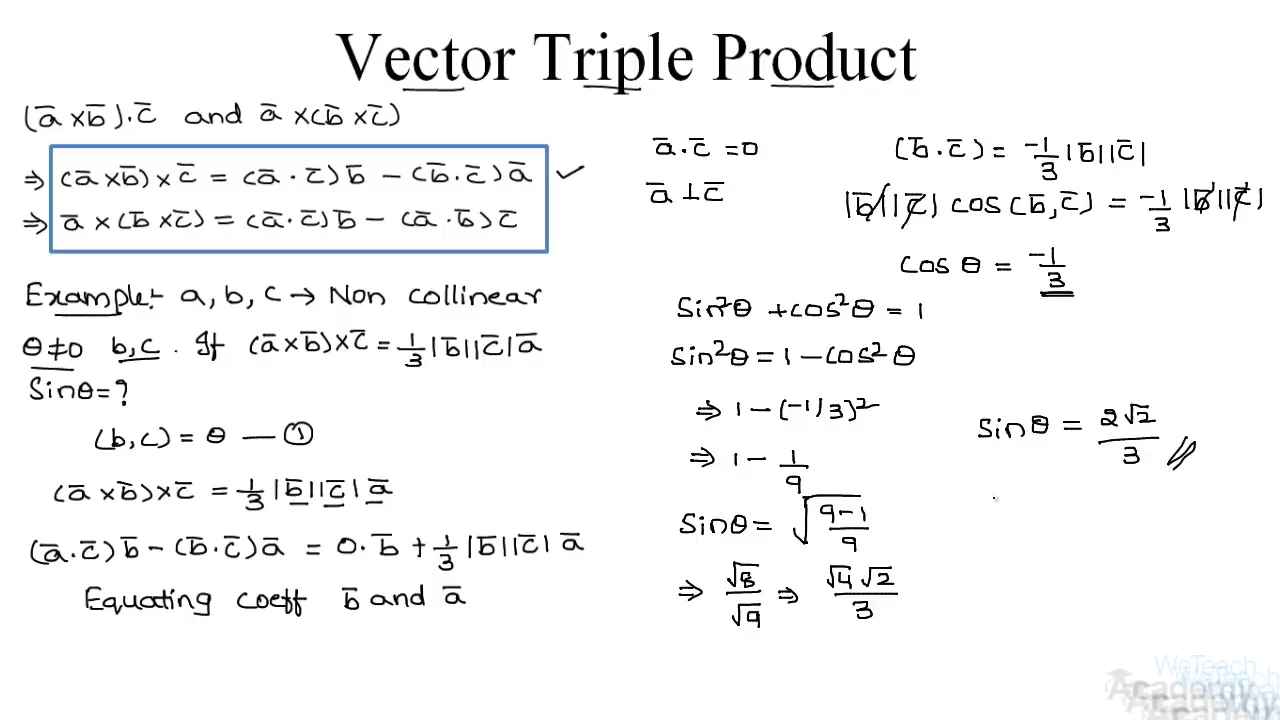 Vector Triple Product
(a̅ × b̅).c̅ and a̅ × (b̅ × c̅)
⇒ (a̅ × b̅) × c̅ = (a̅ . c̅) b̅ − (b̅ . c̅) a̅ ✓
⇒ a̅ × (b̅ × c̅) = (a̅ . c̅) b̅ − (a̅ . b̅) c̅
Example:- a, b, c → Non collinear
θ ≠ 0 b, c . If (a̅ × b̅) × c̅ = 1/3 |b̅||c̅| a̅
Sinθ = ?
(b, c) = θ — ①
(a̅ × b̅) × c̅ = 1/3 |b̅||c̅| a̅
(a̅ . c̅) b̅ − (b̅ . c̅) a̅ = 0 . b̅ + 1/3 |b̅||c̅| a̅
Equating coeff b̅ and a̅
a̅ . c̅ = 0
a̅ ⊥ c̅
(b̅ . c̅) = −1/3 |b̅||c̅|
|b̅||c̅| cos (b̅, c̅) = −1/3 |b̅||c̅|
cos θ = −1/3
Sin²θ + cos²θ = 1
Sin²θ = 1 − cos²θ
⇒ 1 − (−1/3)²
⇒ 1 − 1/9
Sinθ = √(9−1/9)
⇒ √8/√9 ⇒ √4 √2/3
Sinθ = 2√2/3
WeTeach
Academy